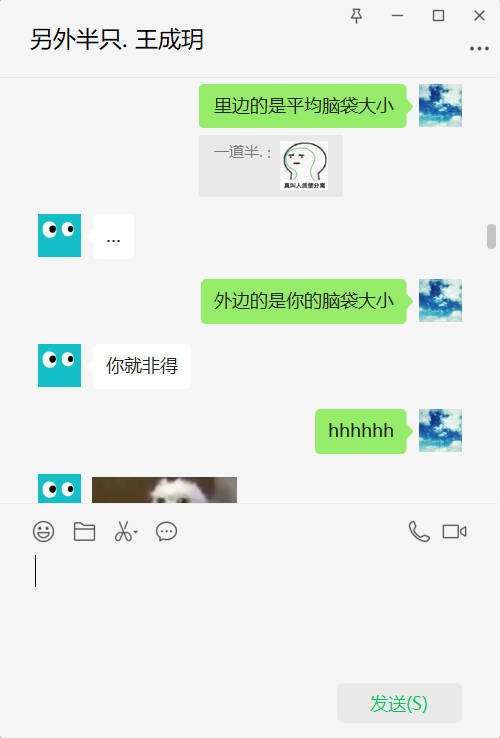 另外半只. 王成玥
里边的是平均脑袋大小
一道半. :
真叫人质壁分离
...
外边的是你的脑袋大小
你就非得
hhhhhh
发送(S)